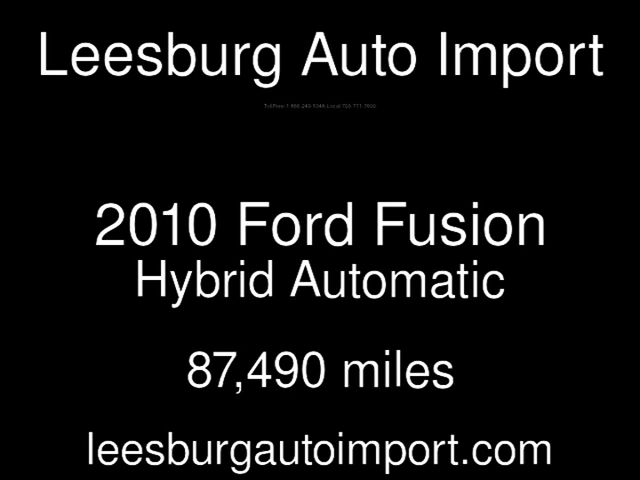 Leesburg Auto Import
2010 Ford Fusion
Hybrid Automatic
87,490 miles
leesburgautoimport.com